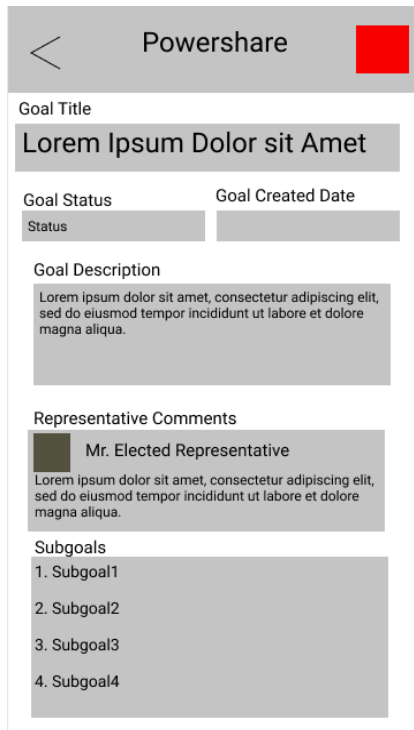 Powershare
Goal Title
Lorem Ipsum Dolor sit Amet
Goal Status
Goal Created Date
Status
Goal Description
Lorem ipsum dolor sit amet, consectetur adipiscing elit,
sed do eiusmod tempor incididunt ut labore et dolore
magna aliqua.
Representative Comments
Mr. Elected Representative
Lorem ipsum dolor sit amet, consectetur adipiscing elit,
sed do eiusmod tempor incididunt ut labore et dolore
magna aliqua.
Subgoals
1. Subgoal1
2. Subgoal2
3. Subgoal3
4. Subgoal4